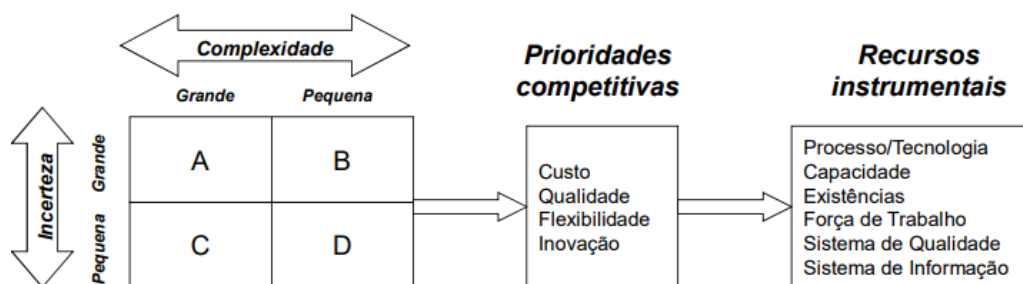 Complexidade
Prioridades
competitivas
Recursos
instrumentais
Grande
Pequena
Incerteza
Grande
Pequena
A
B
C
D
Custo
Qualidade
Flexibilidade
Inovação
Processo/Tecnologia
Capacidade
Existências
Força de Trabalho
Sistema de Qualidade
Sistema de Informação